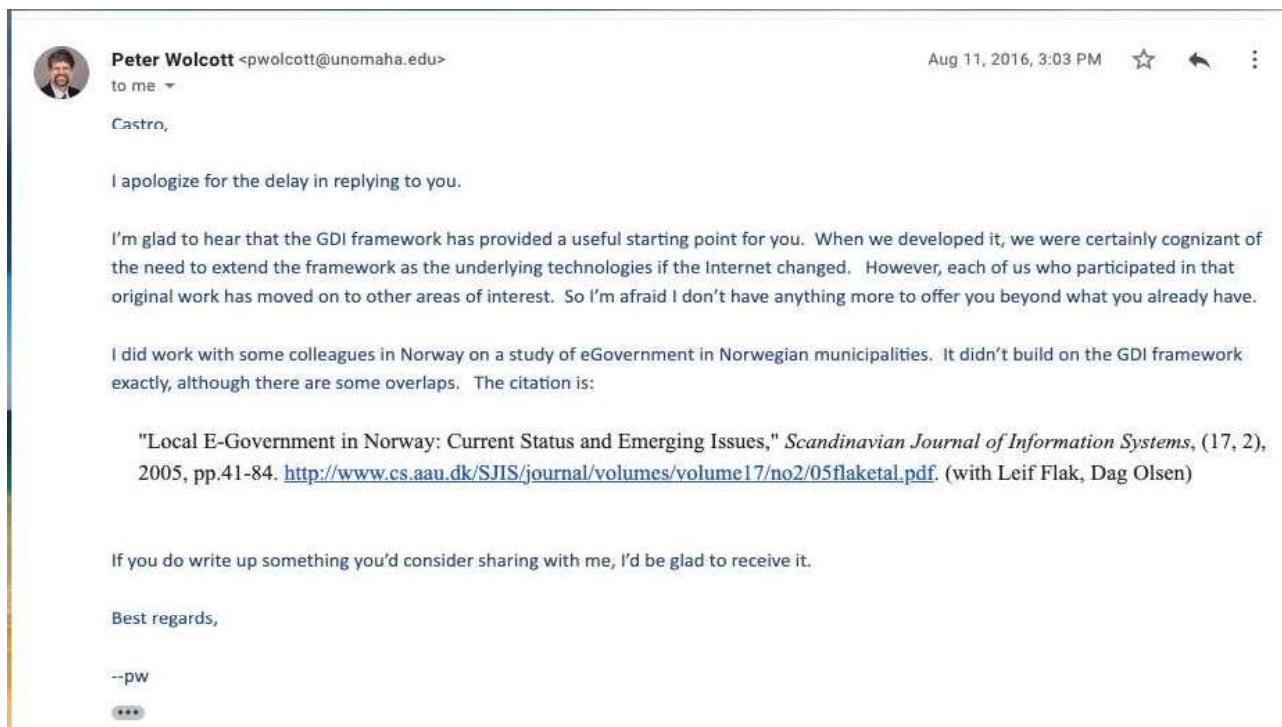 Peter Wolcott <pwolcott@unomaha.edu> Aug 11, 2016, 3:03 PM
to me
Castro,
I apologize for the delay in replying to you.
I'm glad to hear that the GDI framework has provided a useful starting point for you. When we developed it, we were certainly cognizant of
the need to extend the framework as the underlying technologies if the Internet changed. However, each of us who participated in that
original work has moved on to other areas of interest. So I'm afraid I don't have anything more to offer you beyond what you already have.
I did work with some colleagues in Norway on a study of eGovernment in Norwegian municipalities. It didn't build on the GDI framework
exactly, although there are some overlaps. The citation is:
"Local E-Government in Norway: Current Status and Emerging Issues," Scandinavian Journal of Information Systems, (17, 2),
2005, pp.41-84. http://www.cs.aau.dk/SJIS/journal/volumes/volume17/no2/05flaketal.pdf. (with Leif Flak, Dag Olsen)
If you do write up something you'd consider sharing with me, I'd be glad to receive it.
Best regards,
--pw